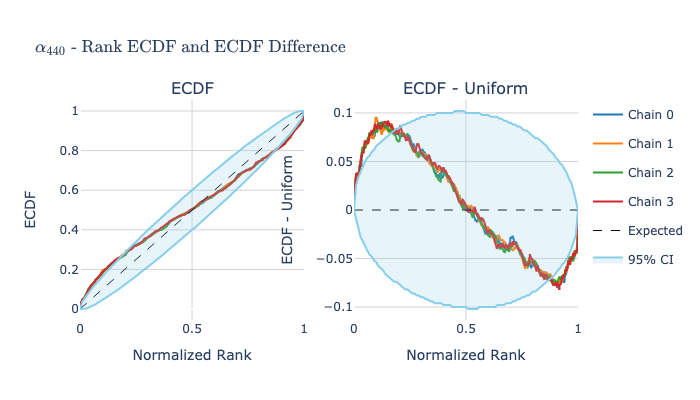 α440 - Rank ECDF and ECDF Difference
ECDF
ECDF - Uniform
ECDF
1
0.8
0.6
0.4
0.2
0
0
0.5
1
Normalized Rank
ECDF - Uniform
0.1
0.05
0
−0.05
−0.1
0
0.5
1
Normalized Rank
Chain 0
Chain 1
Chain 2
Chain 3
Expected
95% CI